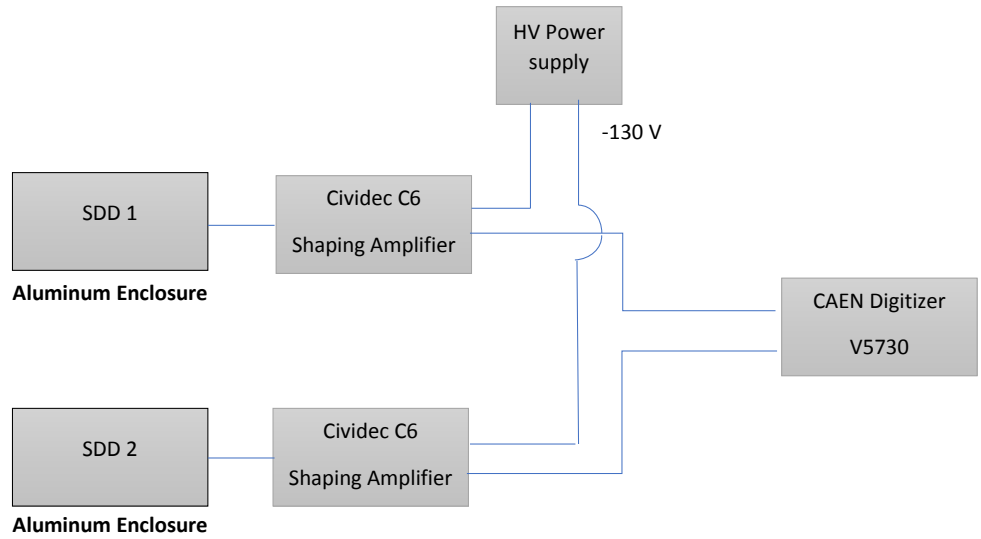 HV Power
supply
-130 V
SDD 1
Cividec C6
Shaping Amplifier
Aluminum Enclosure
CAEN Digitizer
V5730
SDD 2
Cividec C6
Shaping Amplifier
Aluminum Enclosure